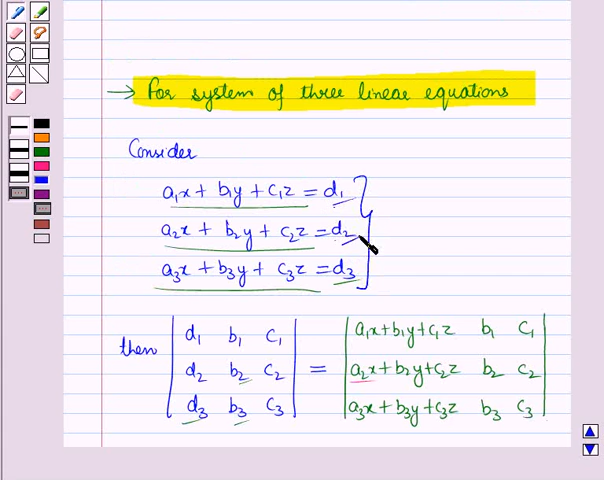 → For system of three linear equations
Consider
a₁x + b₁y + c₁z = d₁
a₂x + b₂y + c₂z = d₂
a₃x + b₃y + c₃z = d₃
then | d₁ b₁ c₁ | = | a₁x+b₁y+c₁z b₁ c₁ |
| d₂ b₂ c₂ | | a₂x+b₂y+c₂z b₂ c₂ |
| d₃ b₃ c₃ | | a₃x+b₃y+c₃z b₃ c₃ |